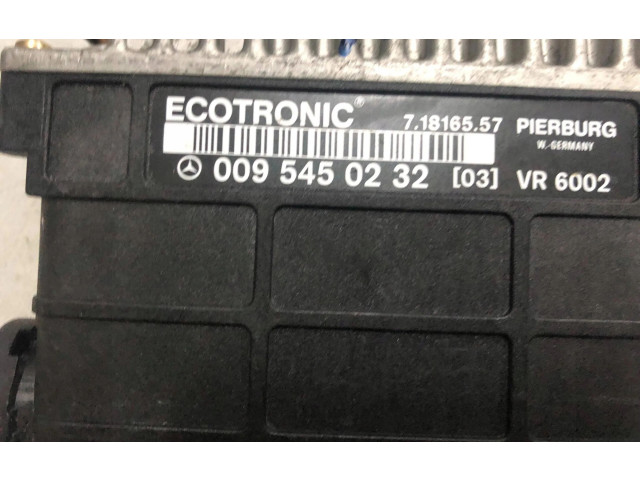 ECOTRONIC® 7.18165.57 PIERBURG
W.-GERMANY
009 545 02 32 [03] VR 6002